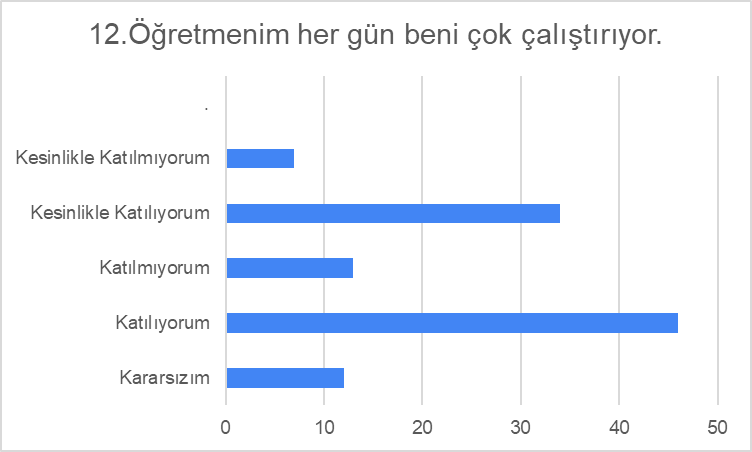 12.Öğretmenim her gün beni çok çalıştırıyor.
.
Kesinlikle Katılmıyorum
Kesinlikle Katılıyorum
Katılmıyorum
Katılıyorum
Kararsızım
0 10 20 30 40 50